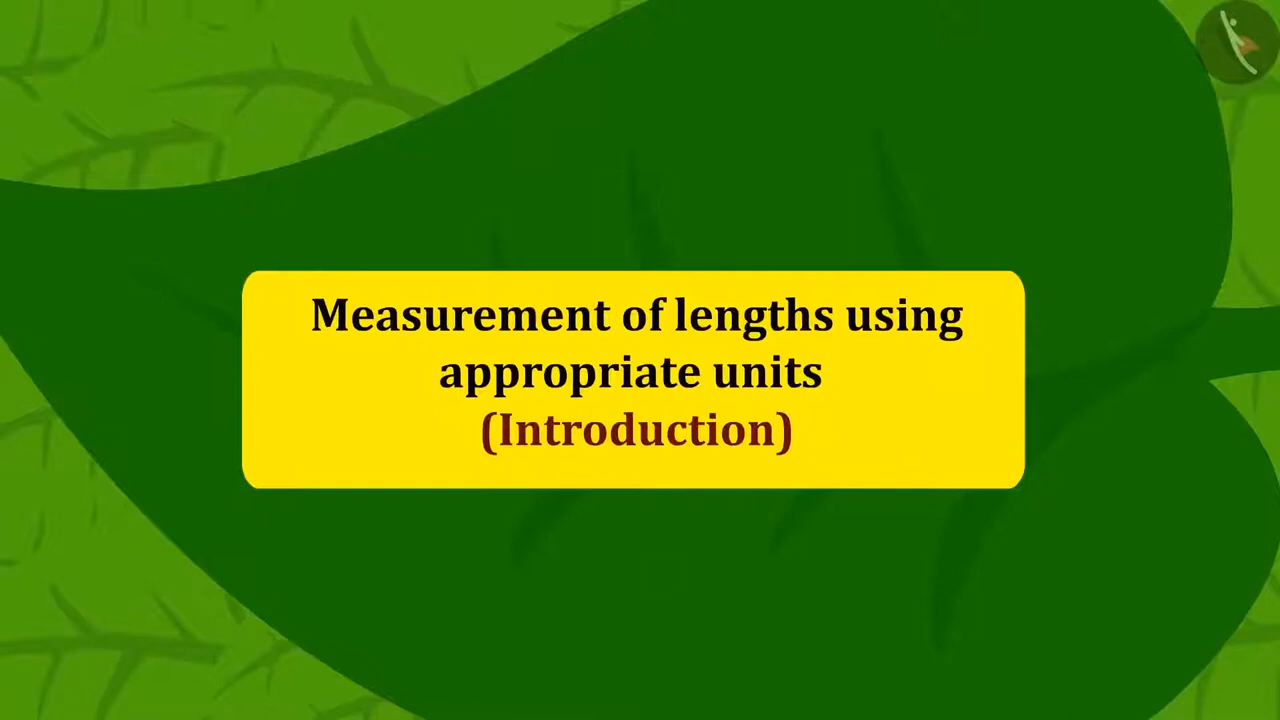 Measurement of lengths using
appropriate units
(Introduction)